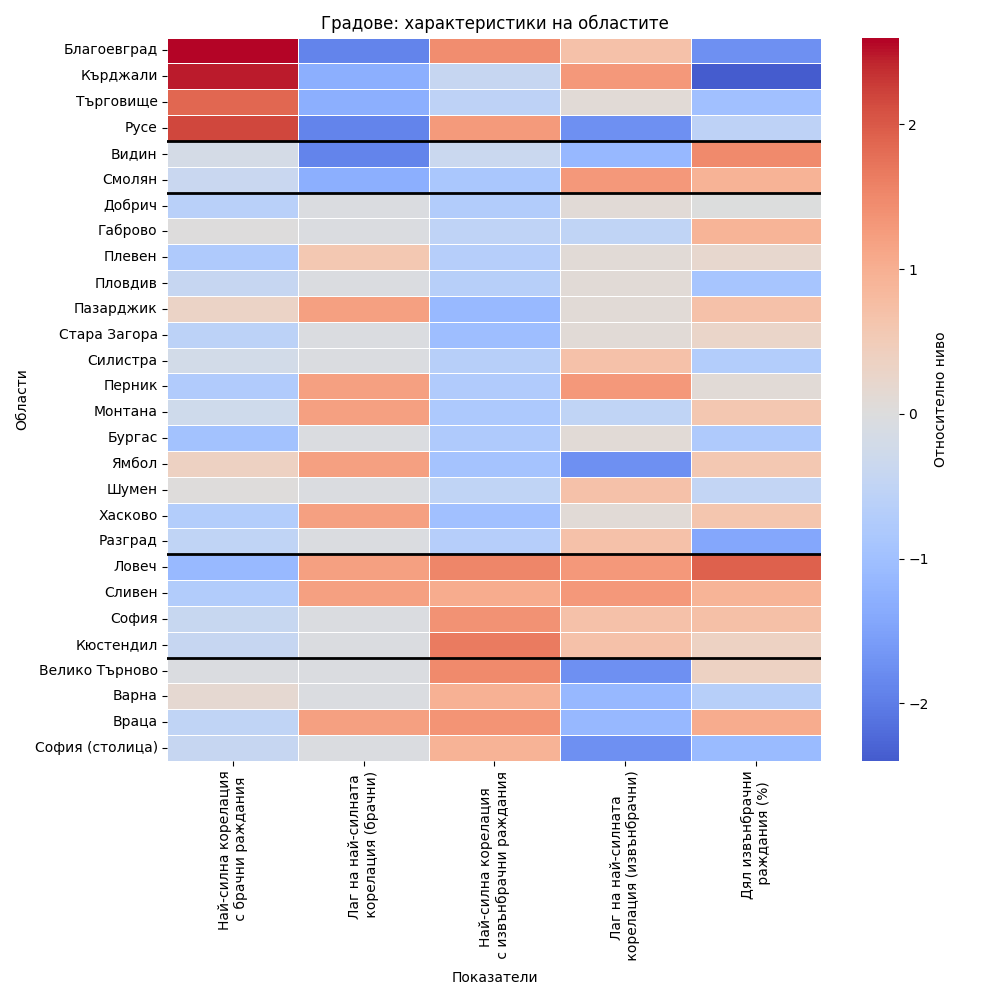 Градове: характеристики на областите
Благоевград
Кърджали
Търговище
Русе
Видин
Смолян
Добрич
Габрово
Плевен
Пловдив
Пазарджик
Стара Загора
Силистра
Перник
Монтана
Бургас
Ямбол
Шумен
Хасково
Разград
Ловеч
Сливен
София
Кюстендил
Велико Търново
Варна
Враца
София (столица)
Области
Най-силна корелация
с брачни раждания
Лаг на най-силната
корелация (брачни)
Най-силна корелация
с извънбрачни раждания
Лаг на най-силната
корелация (извънбрачни)
Дял извънбрачни
раждания (%)
Показатели
2
1
0
−1
−2
Относително ниво